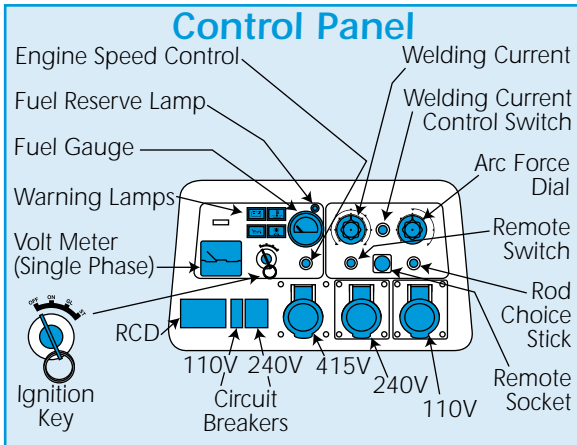 Control Panel
Engine Speed Control
Fuel Reserve Lamp
Fuel Gauge
Warning Lamps
Volt Meter
(Single Phase)
OFF ON GL ST
Ignition
Key
RCD
110V
240V
Circuit
Breakers
415V
240V
110V
Welding Current
Welding Current
Control Switch
Arc Force
Dial
Remote
Switch
Rod
Choice
Stick
Remote
Socket